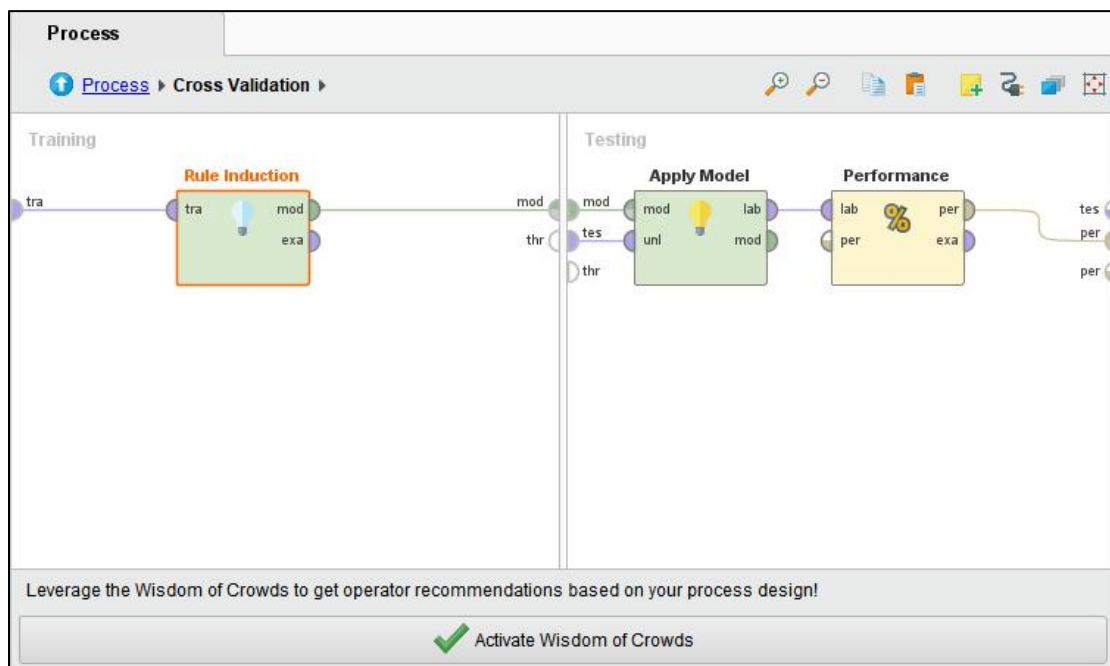 Process
Process ▸ Cross Validation ▸
Training
Testing
Rule Induction
Apply Model
Performance
tra
tra
mod
mod
mod
mod
lab
lab
per
tes
exa
thr
tes
unl
mod
per
exa
per
thr
per
Leverage the Wisdom of Crowds to get operator recommendations based on your process design!
Activate Wisdom of Crowds